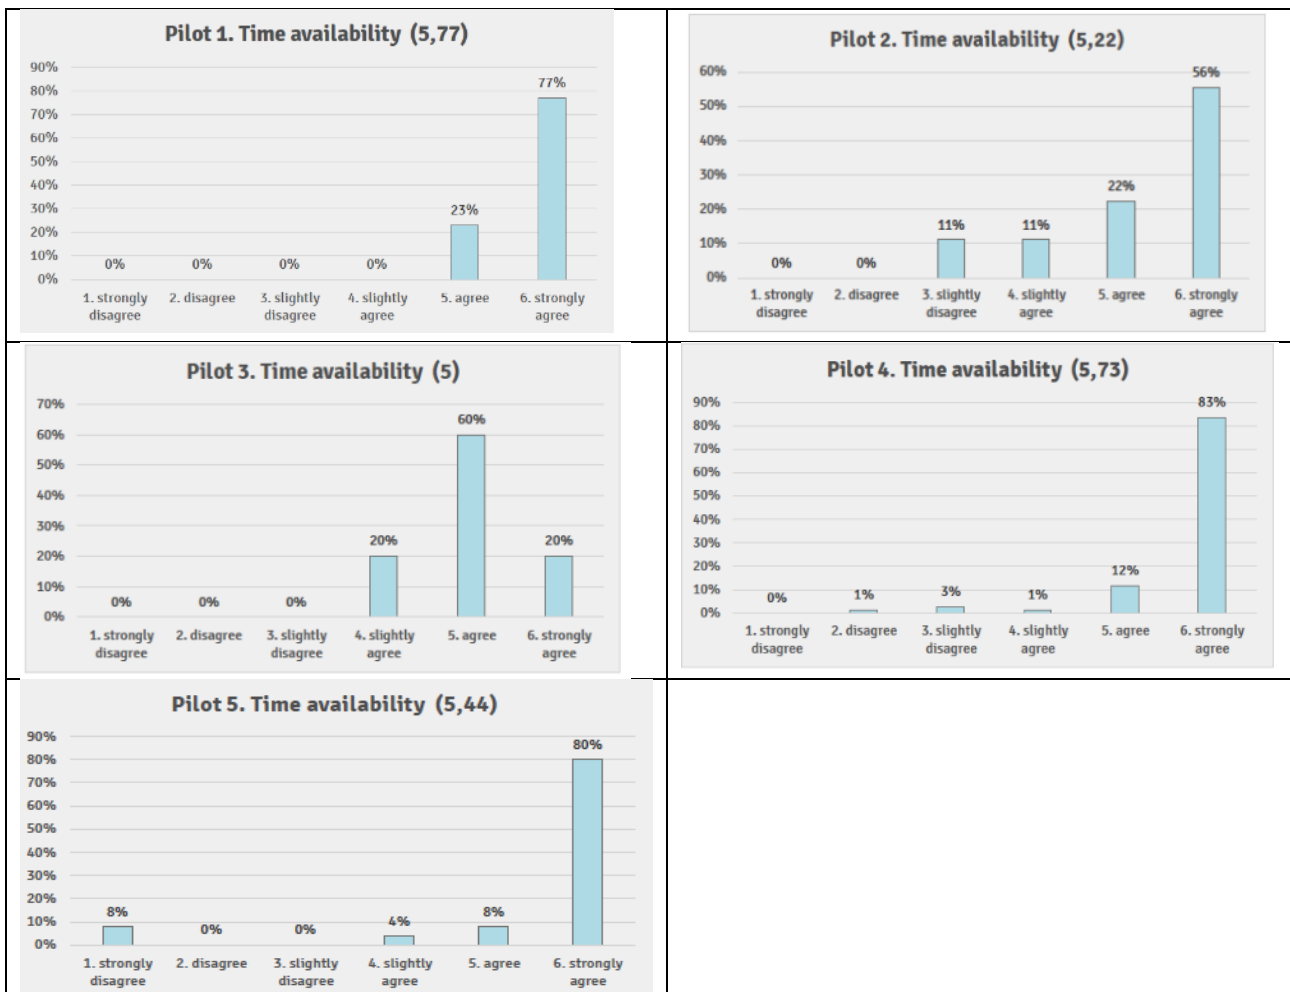 Pilot 1. Time availability (5,77)
90%
80%
70%
60%
50%
40%
30%
20%
10%
0%
0%
0%
0%
0%
23%
77%
1. strongly disagree
2. disagree
3. slightly disagree
4. slightly agree
5. agree
6. strongly agree
Pilot 2. Time availability (5,22)
60%
50%
40%
30%
20%
10%
0%
0%
0%
11%
11%
22%
56%
1. strongly disagree
2. disagree
3. slightly disagree
4. slightly agree
5. agree
6. strongly agree
Pilot 3. Time availability (5)
70%
60%
50%
40%
30%
20%
10%
0%
0%
0%
0%
20%
60%
20%
1. strongly disagree
2. disagree
3. slightly disagree
4. slightly agree
5. agree
6. strongly agree
Pilot 4. Time availability (5,73)
90%
80%
70%
60%
50%
40%
30%
20%
10%
0%
0%
1%
3%
1%
12%
83%
1. strongly disagree
2. disagree
3. slightly disagree
4. slightly agree
5. agree
6. strongly agree
Pilot 5. Time availability (5,44)
90%
80%
70%
60%
50%
40%
30%
20%
10%
0%
8%
0%
0%
4%
8%
80%
1. strongly disagree
2. disagree
3. slightly disagree
4. slightly agree
5. agree
6. strongly agree